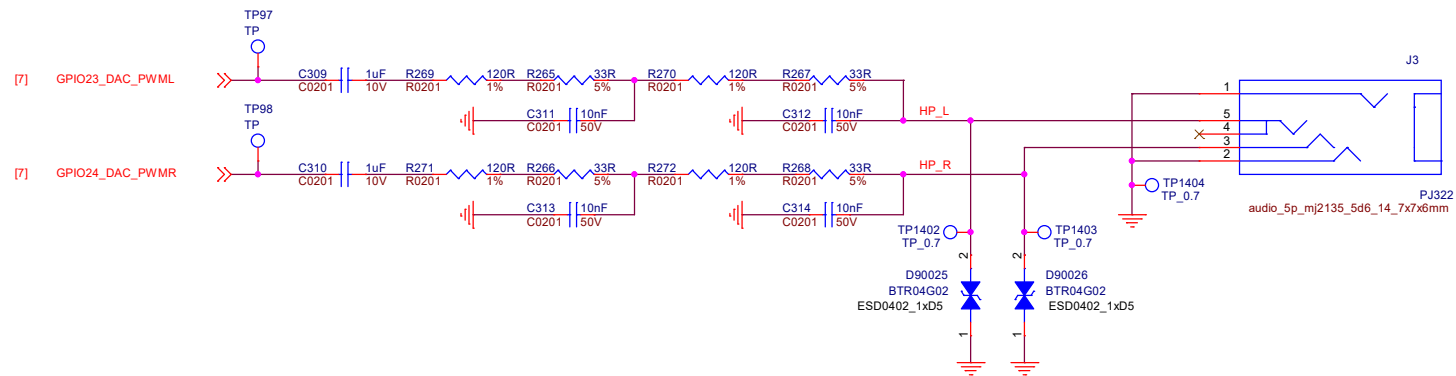 TP97
TP
J3
[7] GPIO23_DAC_PWML
C309 1uF R269 120R R265 33R R270 120R R267 33R
C0201 10V R0201 1% R0201 5% R0201 1% R0201 5%
1
TP98
TP
C311 10nF C312 10nF HP_L
C0201 50V C0201 50V
5
4
3
2
[7] GPIO24_DAC_PWMR
C310 1uF R271 120R R266 33R R272 120R R268 33R HP_R
C0201 10V R0201 1% R0201 5% R0201 1% R0201 5%
TP1404
TP_0.7
PJ322
audio_5p_mj2135_5d6_14_7x7x6mm
C313 10nF C314 10nF
C0201 50V C0201 50V
TP1402 TP1403
TP_0.7 TP_0.7
2 2
D90025 D90026
BTR04G02 BTR04G02
ESD0402_1xD5 ESD0402_1xD5
1 1